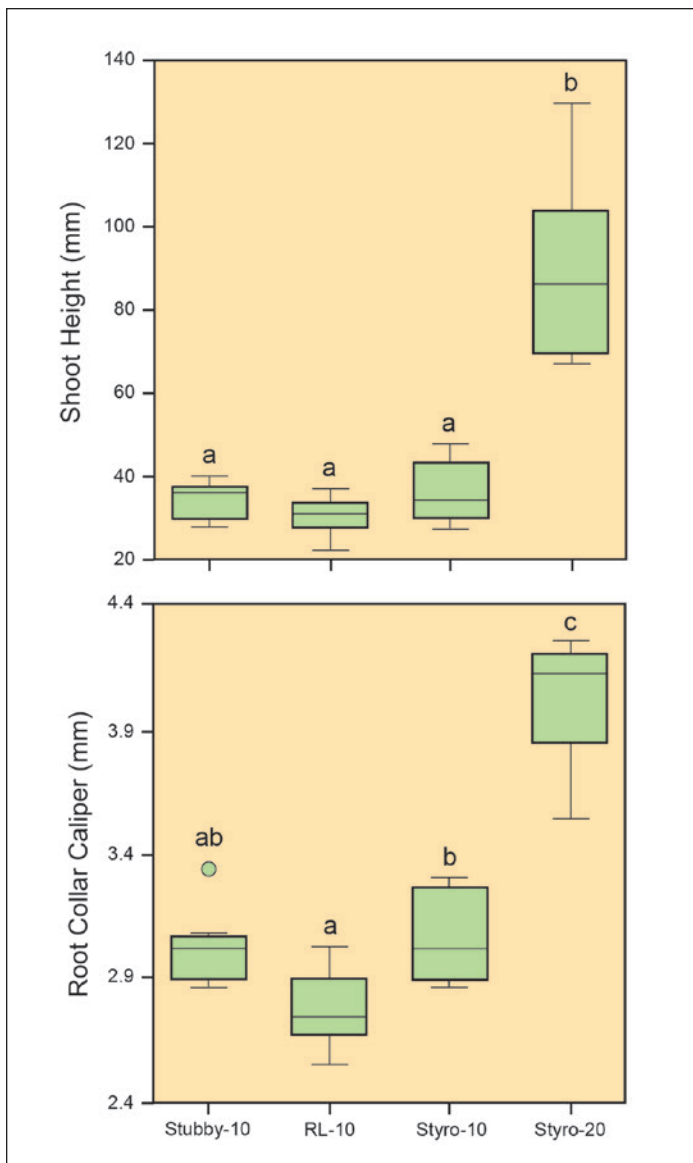 140
b
120
100
80
60
a
a
a
40
20
Shoot Height (mm)
4.4
c
3.9
ab
3.4
b
a
2.9
2.4
Root Collar Caliper (mm)
Stubby-10 RL-10 Styro-10 Styro-20